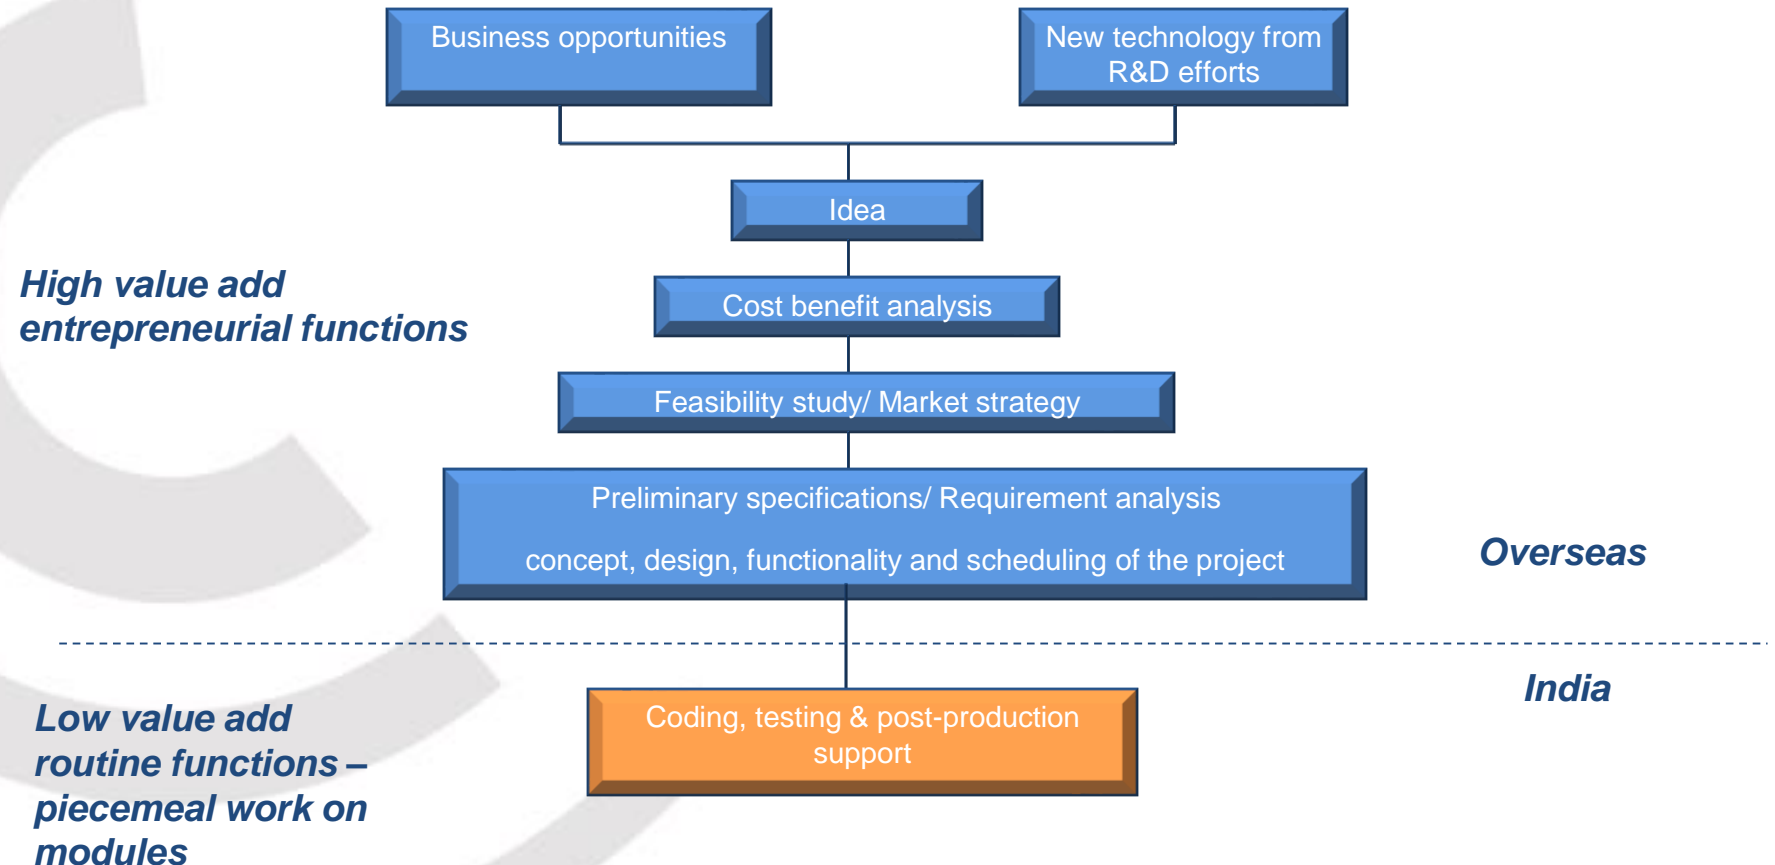 Business opportunities
New technology from
R&D efforts
Idea
High value add
entrepreneurial functions
Cost benefit analysis
Feasibility study/ Market strategy
Preliminary specifications/ Requirement analysis
concept, design, functionality and scheduling of the project
Overseas
India
Low value add
routine functions –
piecemeal work on
modules
Coding, testing & post-production
support